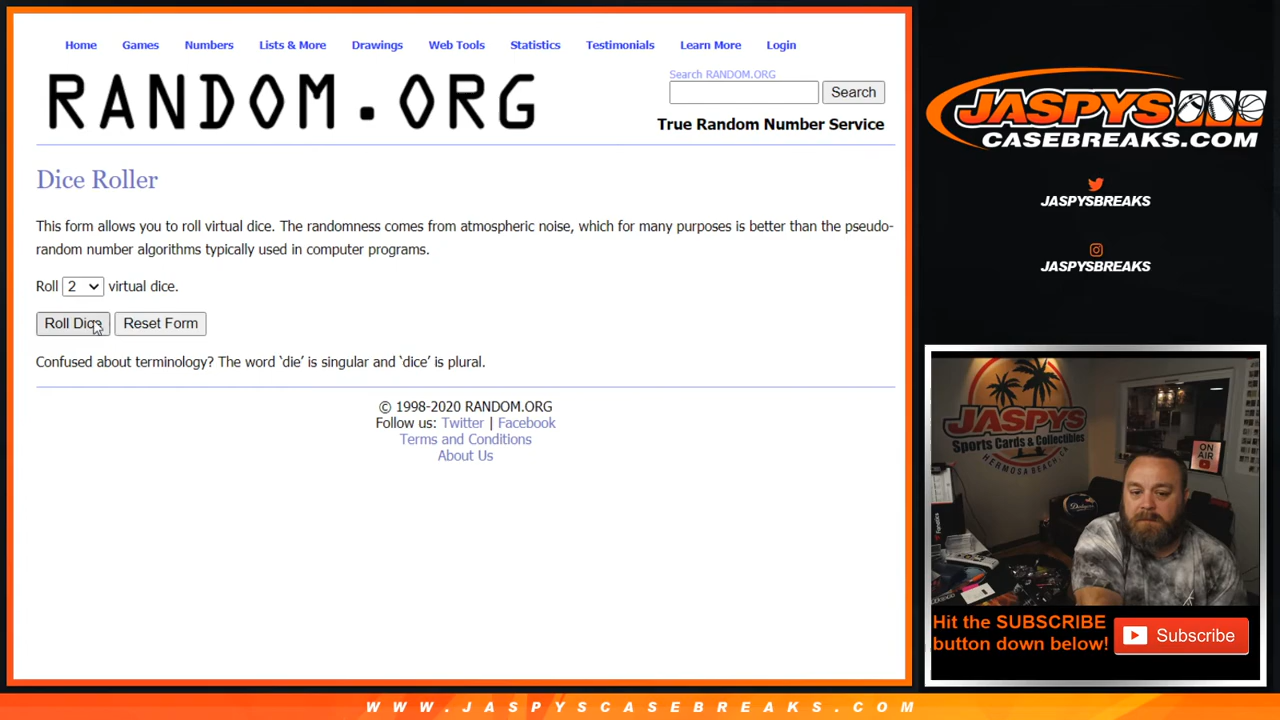 Home Games Numbers Lists & More Drawings Web Tools Statistics Testimonials Learn More Login
RANDOM.ORG
Search RANDOM.ORG
Search
True Random Number Service
Dice Roller
This form allows you to roll virtual dice. The randomness comes from atmospheric noise, which for many purposes is better than the pseudo-
random number algorithms typically used in computer programs.
Roll 2 virtual dice.
Roll Dice Reset Form
Confused about terminology? The word ‘die’ is singular and ‘dice’ is plural.
© 1998-2020 RANDOM.ORG
Follow us: Twitter | Facebook
Terms and Conditions
About Us
JASPYS
CASEBREAKS.COM
JASPYSBREAKS
JASPYSBREAKS
JASPYS
Sports Cards & Collectibles
HERMOSA BEACH, CA
ON
AIR
Dodgers
Fanatics
Hit the SUBSCRIBE
button down below!
Subscribe
WWW.JASPYSCASEBREAKS.COM